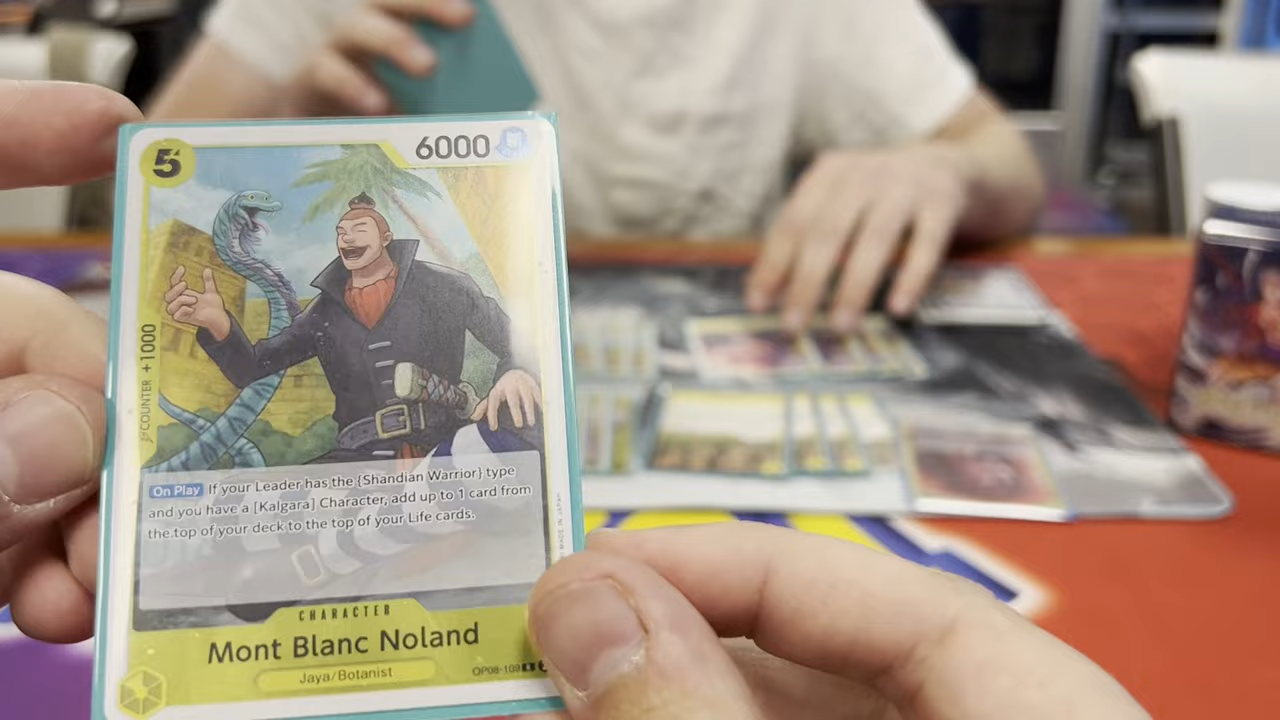 5
6000
COUNTER +1000
On Play If your Leader has the {Shandian Warrior} type
and you have a [Kalgara] Character, add up to 1 card from
the top of your deck to the top of your Life cards.
CHARACTER
Mont Blanc Noland
Jaya/Botanist
OP08-109